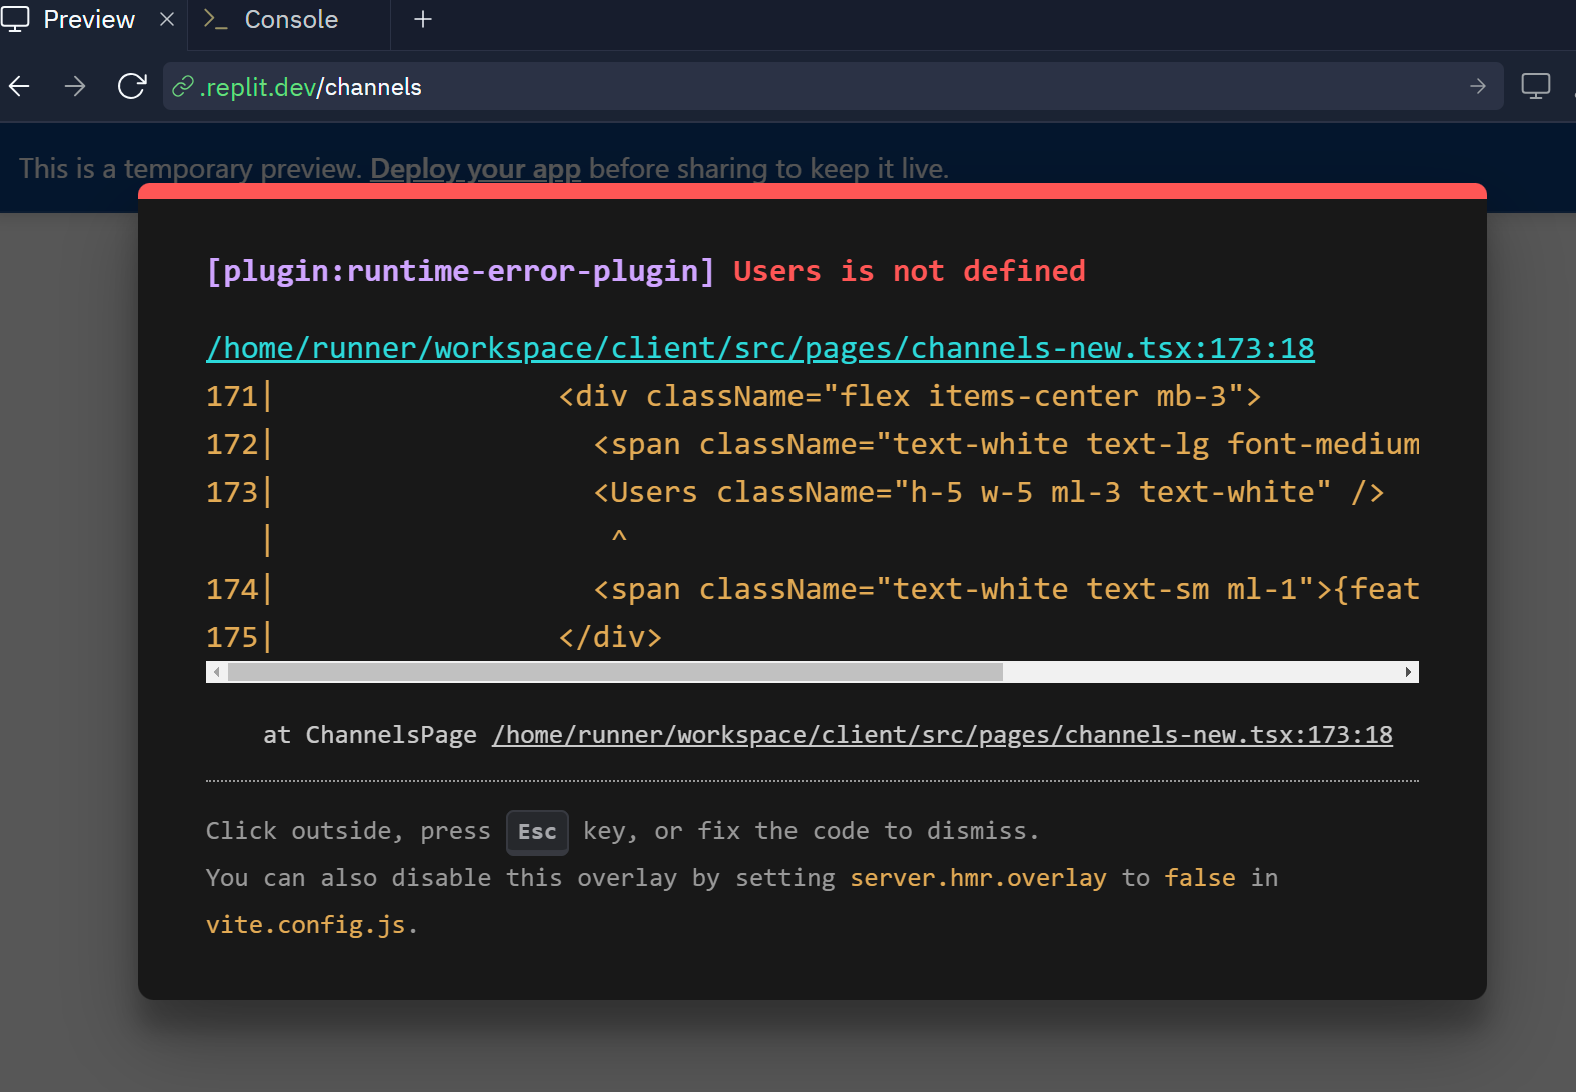 Preview × >_ Console +
.replit.dev/channels
This is a temporary preview. Deploy your app before sharing to keep it live.
[plugin:runtime-error-plugin] Users is not defined
/home/runner/workspace/client/src/pages/channels-new.tsx:173:18
171|                <div className="flex items-center mb-3">
172|                  <span className="text-white text-lg font-medium
173|                  <Users className="h-5 w-5 ml-3 text-white" />
   |                   ^
174|                  <span className="text-white text-sm ml-1">{feat
175|                </div>
at ChannelsPage /home/runner/workspace/client/src/pages/channels-new.tsx:173:18
Click outside, press Esc key, or fix the code to dismiss.
You can also disable this overlay by setting server.hmr.overlay to false in
vite.config.js.